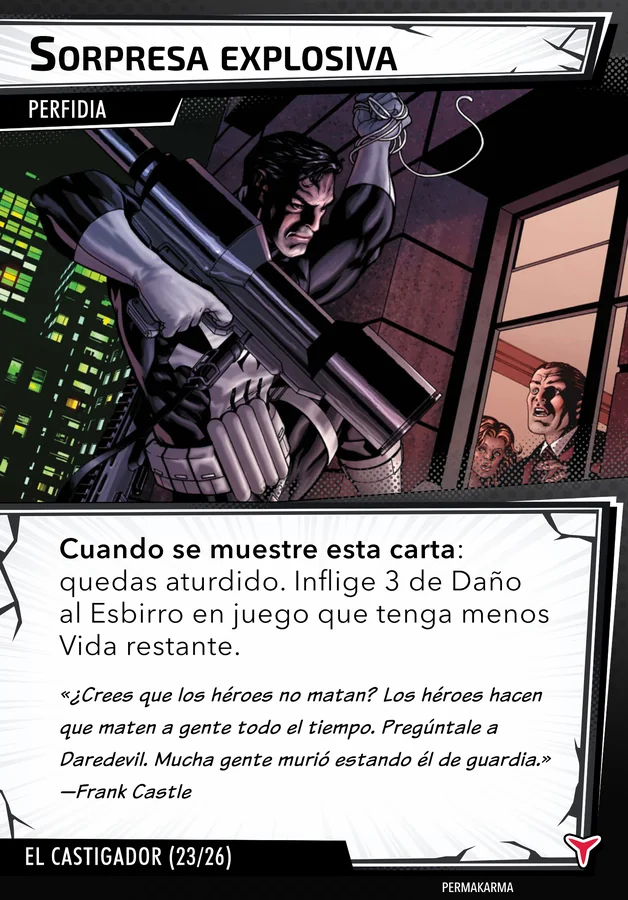 Sorpresa explosiva
PERFIDIA
Cuando se muestre esta carta:
quedas aturdido. Inflige 3 de Daño
al Esbirro en juego que tenga menos
Vida restante.
«¿Crees que los héroes no matan? Los héroes hacen
que maten a gente todo el tiempo. Pregúntale a
Daredevil. Mucha gente murió estando él de guardia.»
—Frank Castle
EL CASTIGADOR (23/26)
PERMAKARMA